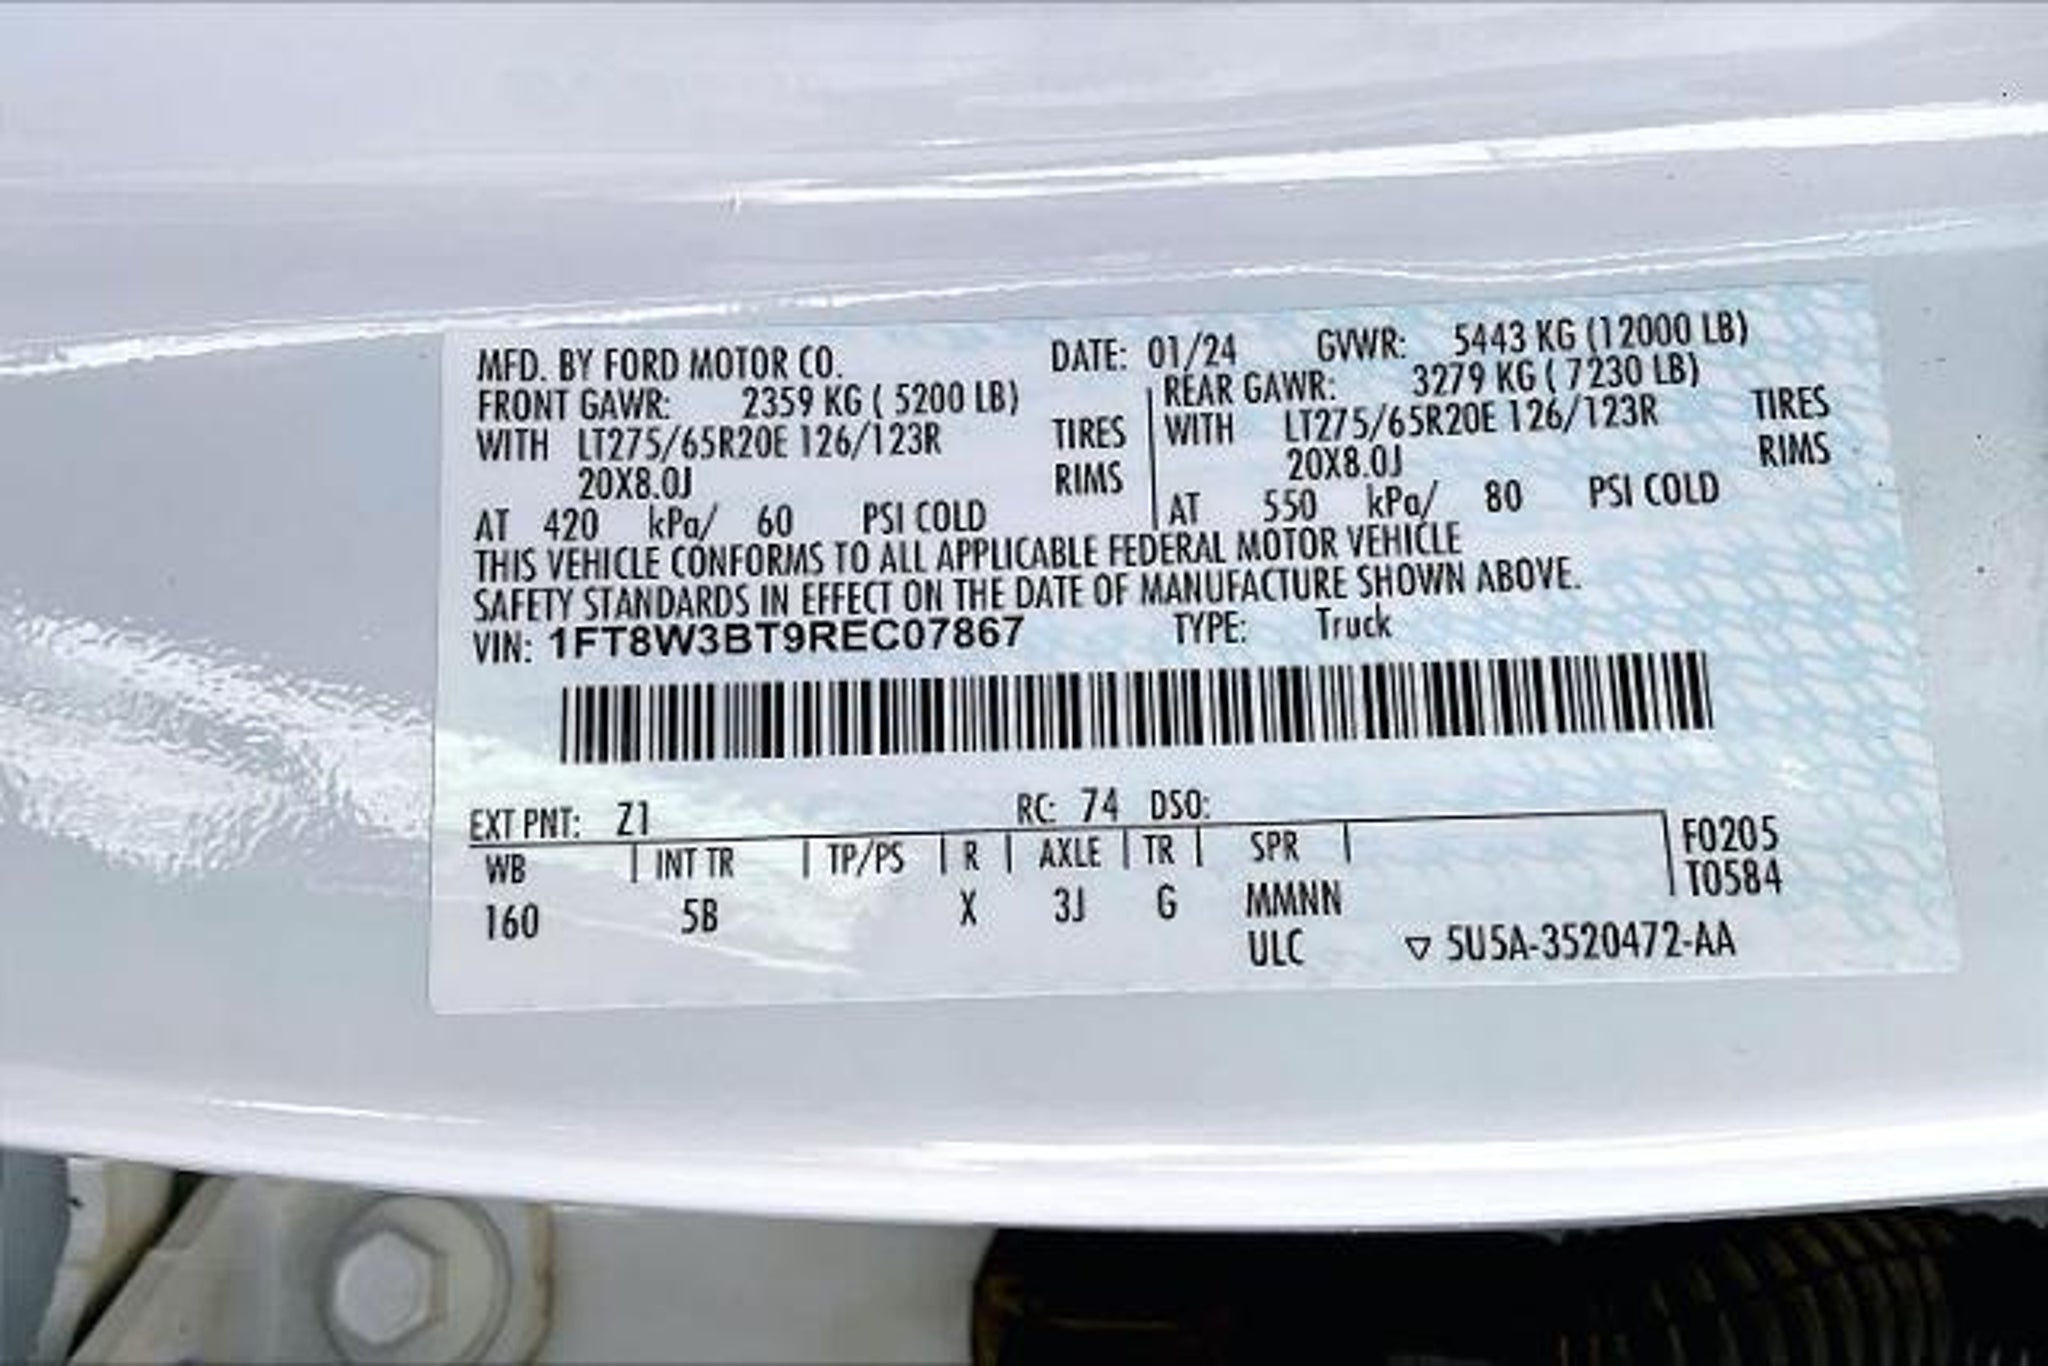 MFD. BY FORD MOTOR CO. DATE: 01/24 GVWR: 5443 KG (12000 LB)
FRONT GAWR: 2359 KG ( 5200 LB) REAR GAWR: 3279 KG ( 7230 LB)
WITH LT275/65R20E 126/123R TIRES WITH LT275/65R20E 126/123R TIRES
20X8.0J RIMS 20X8.0J RIMS
AT 420 kPa/ 60 PSI COLD AT 550 kPa/ 80 PSI COLD
THIS VEHICLE CONFORMS TO ALL APPLICABLE FEDERAL MOTOR VEHICLE
SAFETY STANDARDS IN EFFECT ON THE DATE OF MANUFACTURE SHOWN ABOVE.
VIN: 1FT8W3BT9REC07867 TYPE: Truck
EXT PNT: Z1 RC: 74 DSO:
WB INT TR TP/PS R AXLE TR SPR F0205
T0584
160 5B X 3J G MMNN
ULC ▽ 5U5A-3520472-AA